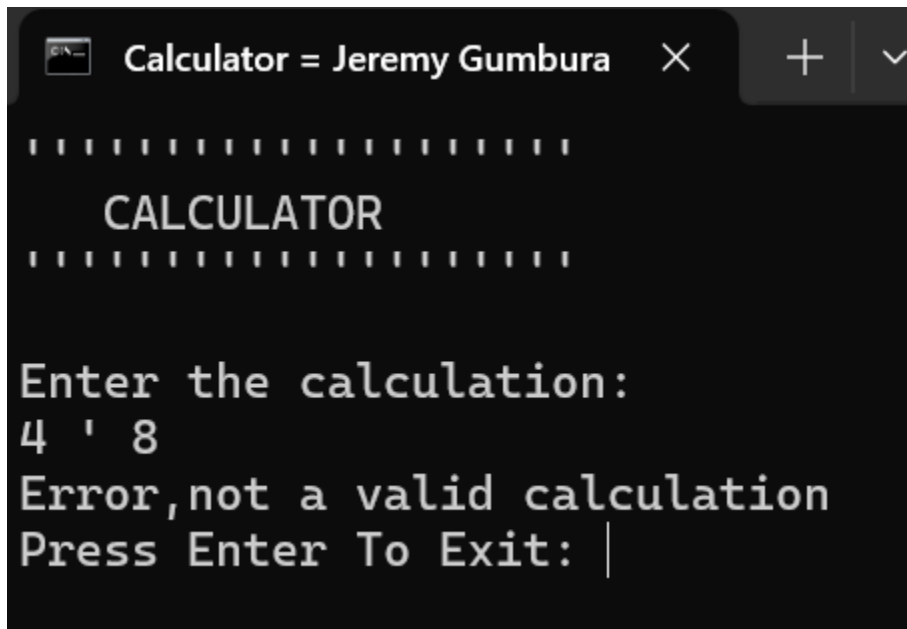 Calculator = Jeremy Gumbura
''''''''''''''''''''
CALCULATOR
''''''''''''''''''''
Enter the calculation:
4 ' 8
Error,not a valid calculation
Press Enter To Exit: